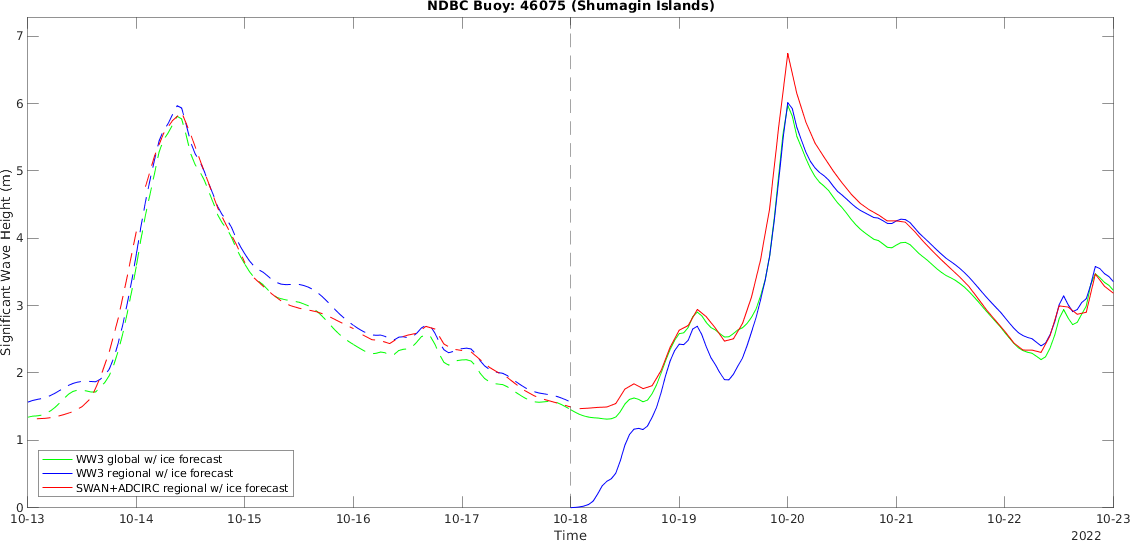 NDBC Buoy: 46075 (Shumagin Islands)
7
6
5
4
3
2
1
0
Significant Wave Height (m)
WW3 global w/ ice forecast
WW3 regional w/ ice forecast
SWAN+ADCIRC regional w/ ice forecast
10-13 10-14 10-15 10-16 10-17 10-18 10-19 10-20 10-21 10-22 10-23
Time
2022